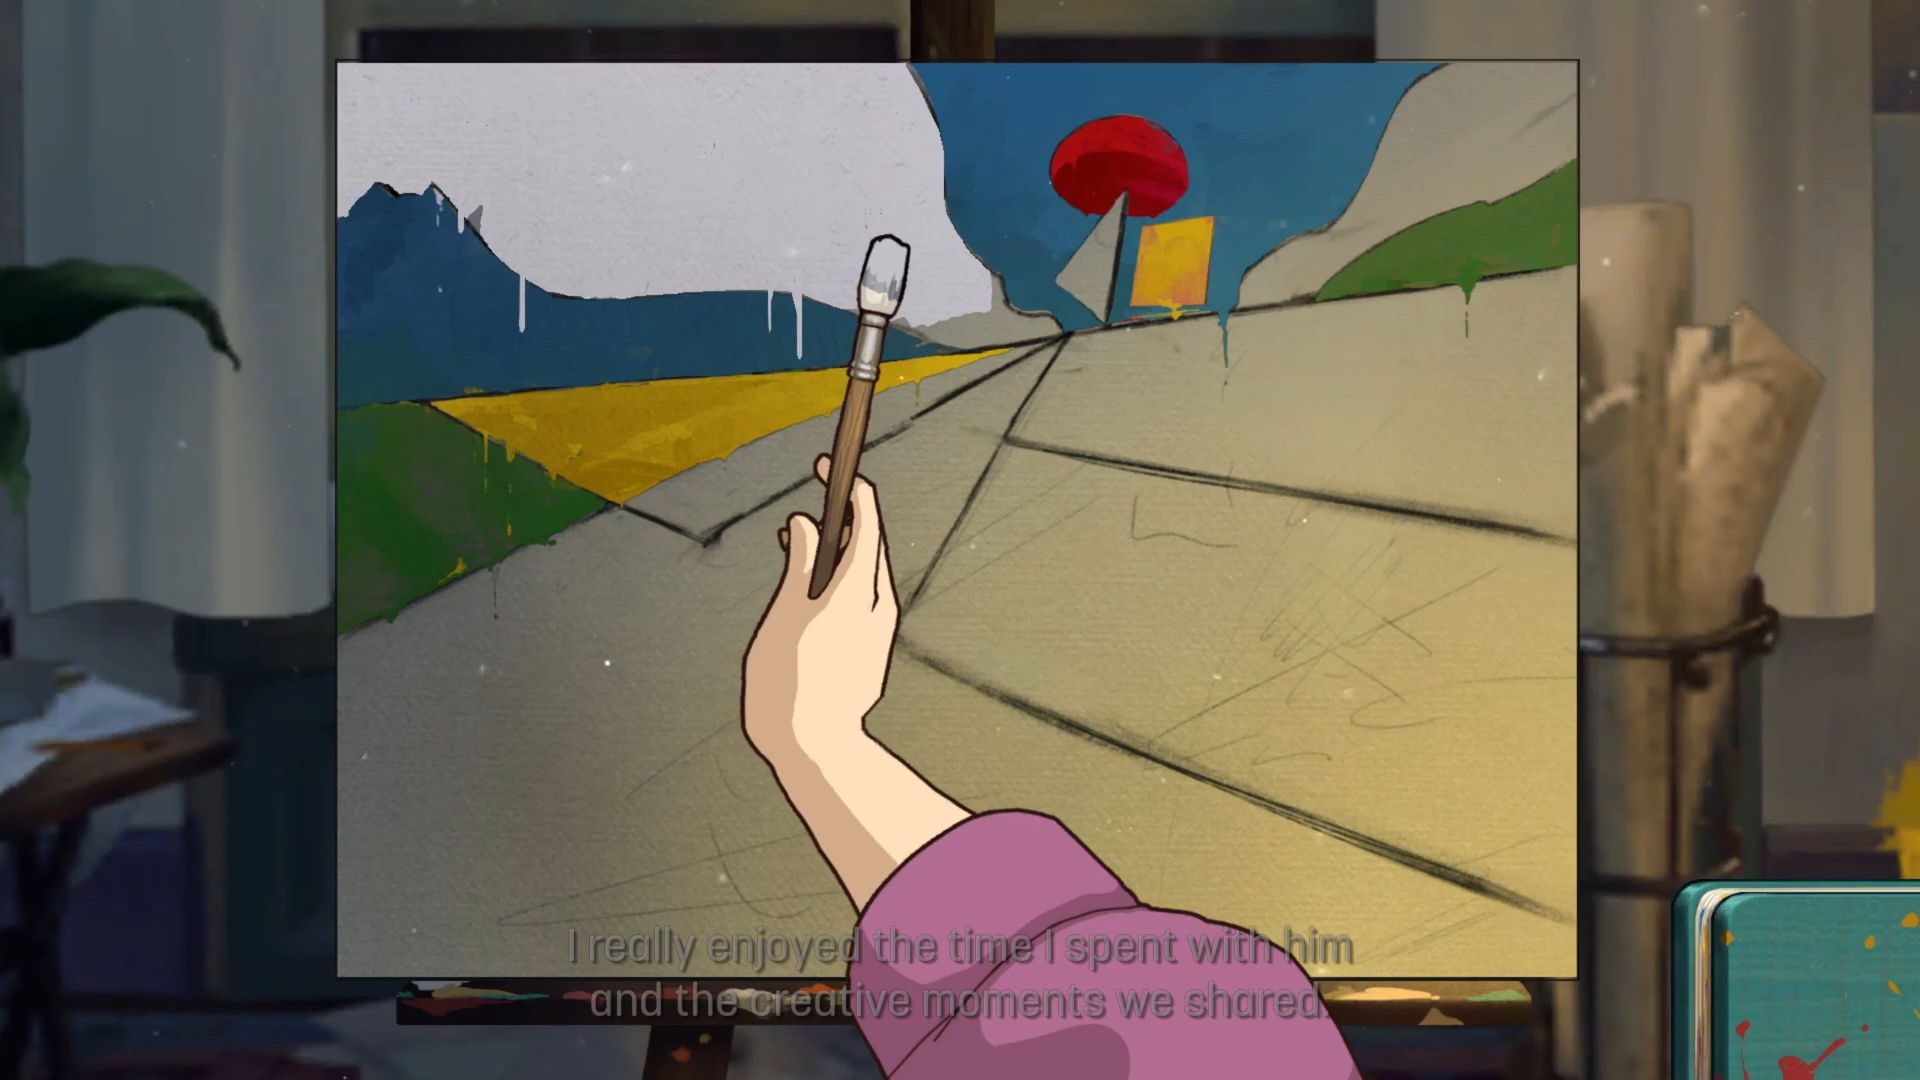 I really enjoyed the time I spent with him
and the creative moments we shared.